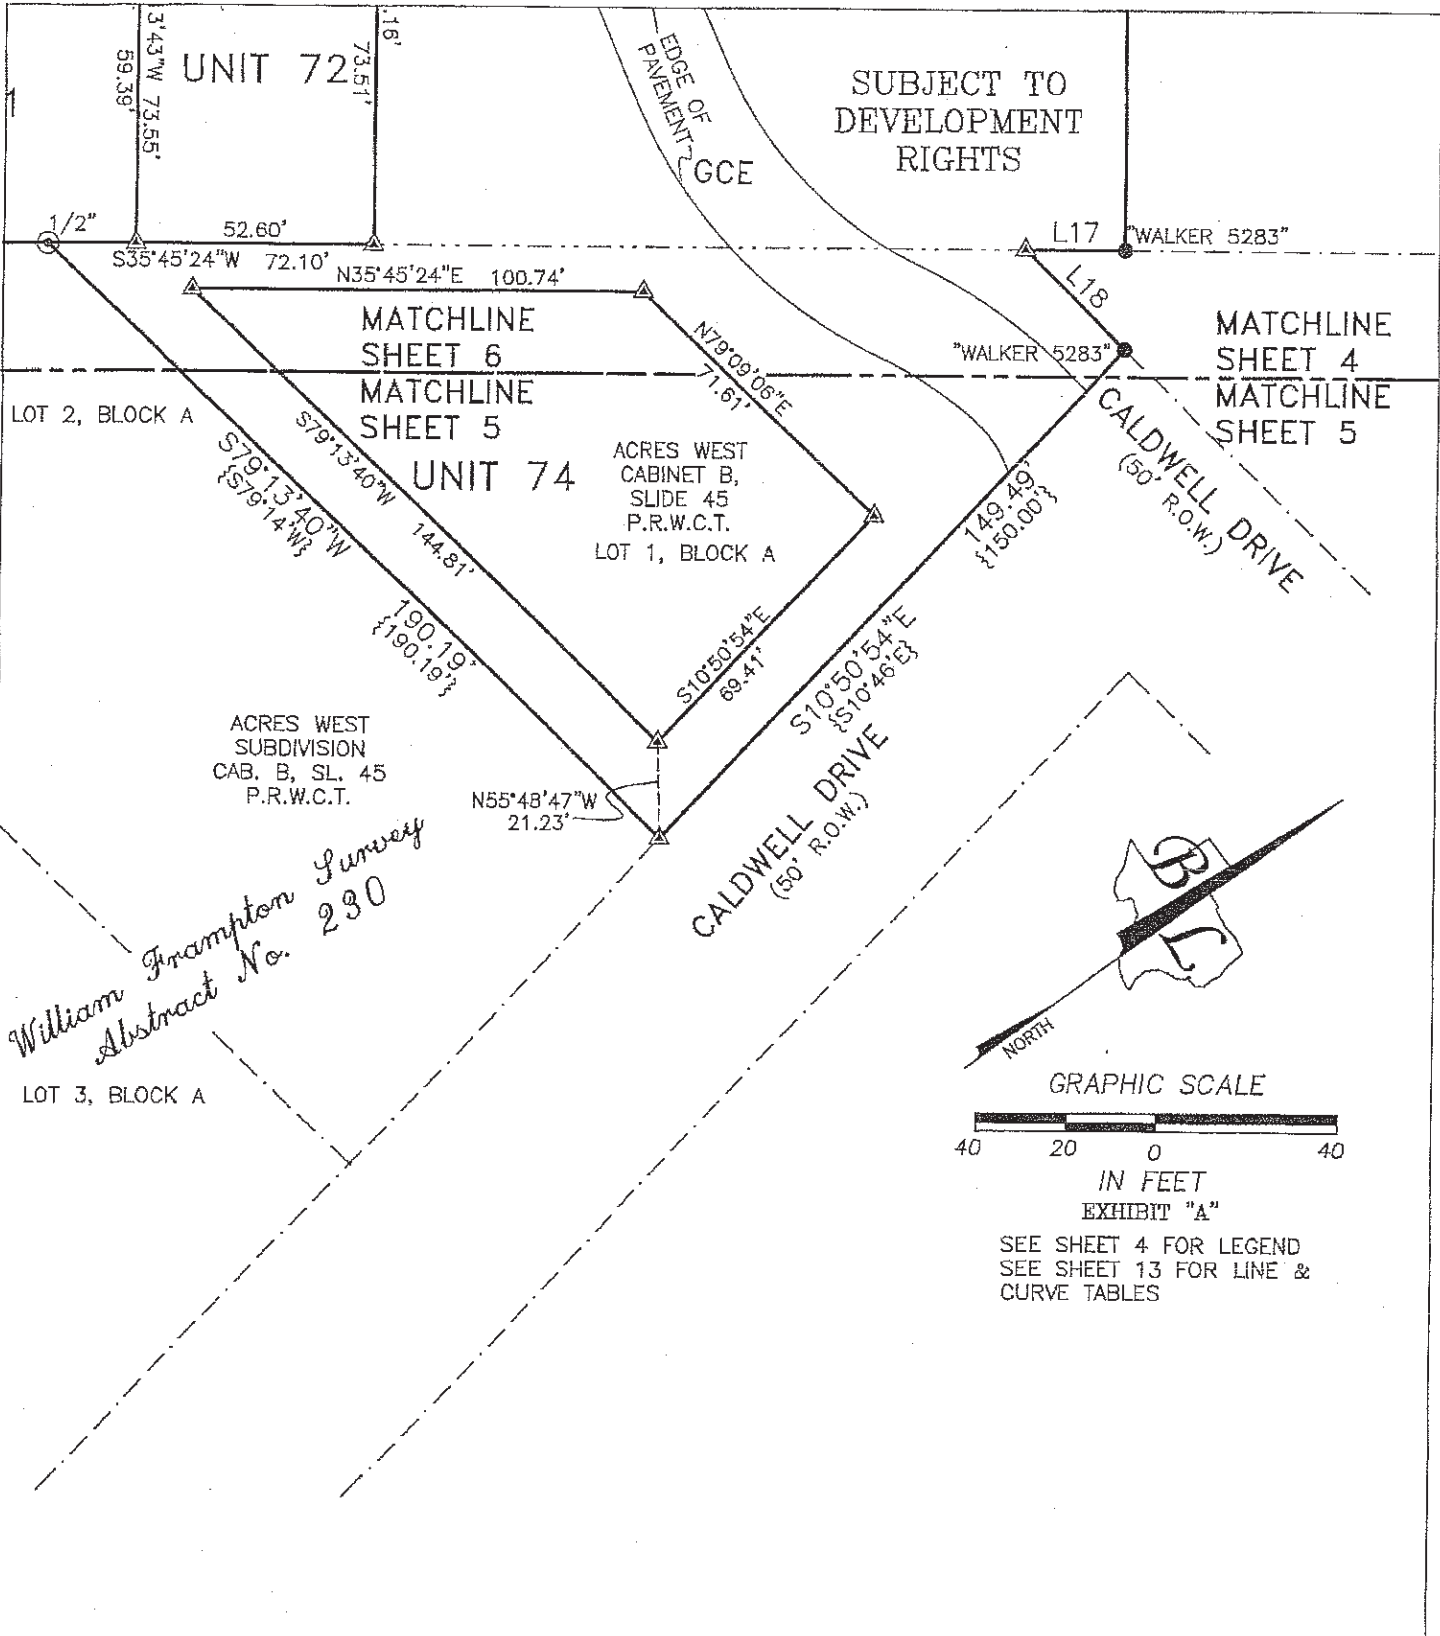 3'43"W 73.55'
59.39'
UNIT 72
.16'
73.51'
1
EDGE OF
PAVEMENT
GCE
SUBJECT TO
DEVELOPMENT
RIGHTS
1/2"
52.60'
S35°45'24"W 72.10'
N35°45'24"E 100.74'
L17
"WALKER 5283"
L18
"WALKER 5283"
MATCHLINE
SHEET 6
MATCHLINE
SHEET 5
MATCHLINE
SHEET 4
MATCHLINE
SHEET 5
LOT 2, BLOCK A
N79°09'06"E
71.61'
S79°13'40"W
144.81'
UNIT 74
ACRES WEST
CABINET B,
SLIDE 45
P.R.W.C.T.
LOT 1, BLOCK A
CALDWELL DRIVE
(50' R.O.W.)
149.49'
{150.00'}
S79°13'40"W
{S79°14'W}
190.19'
{190.19'}
S10°50'54"E
69.41'
S10°50'54"E
{S10°46'E}
ACRES WEST
SUBDIVISION
CAB. B, SL. 45
P.R.W.C.T.
N55°48'47"W
21.23'
CALDWELL DRIVE
(50' R.O.W.)
William Frampton Survey
Abstract No. 230
LOT 3, BLOCK A
B L
NORTH
GRAPHIC SCALE
40 20 0 40
IN FEET
EXHIBIT "A"
SEE SHEET 4 FOR LEGEND
SEE SHEET 13 FOR LINE &
CURVE TABLES